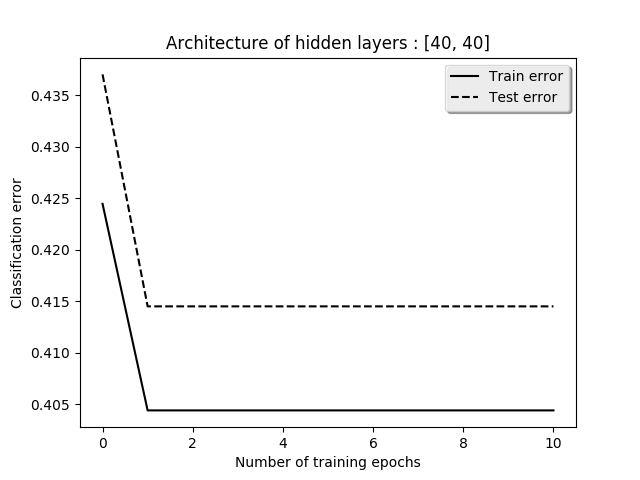 Architecture of hidden layers : [40, 40]
Train error
Test error
0.435
0.430
0.425
0.420
0.415
0.410
0.405
Classification error
0 2 4 6 8 10
Number of training epochs